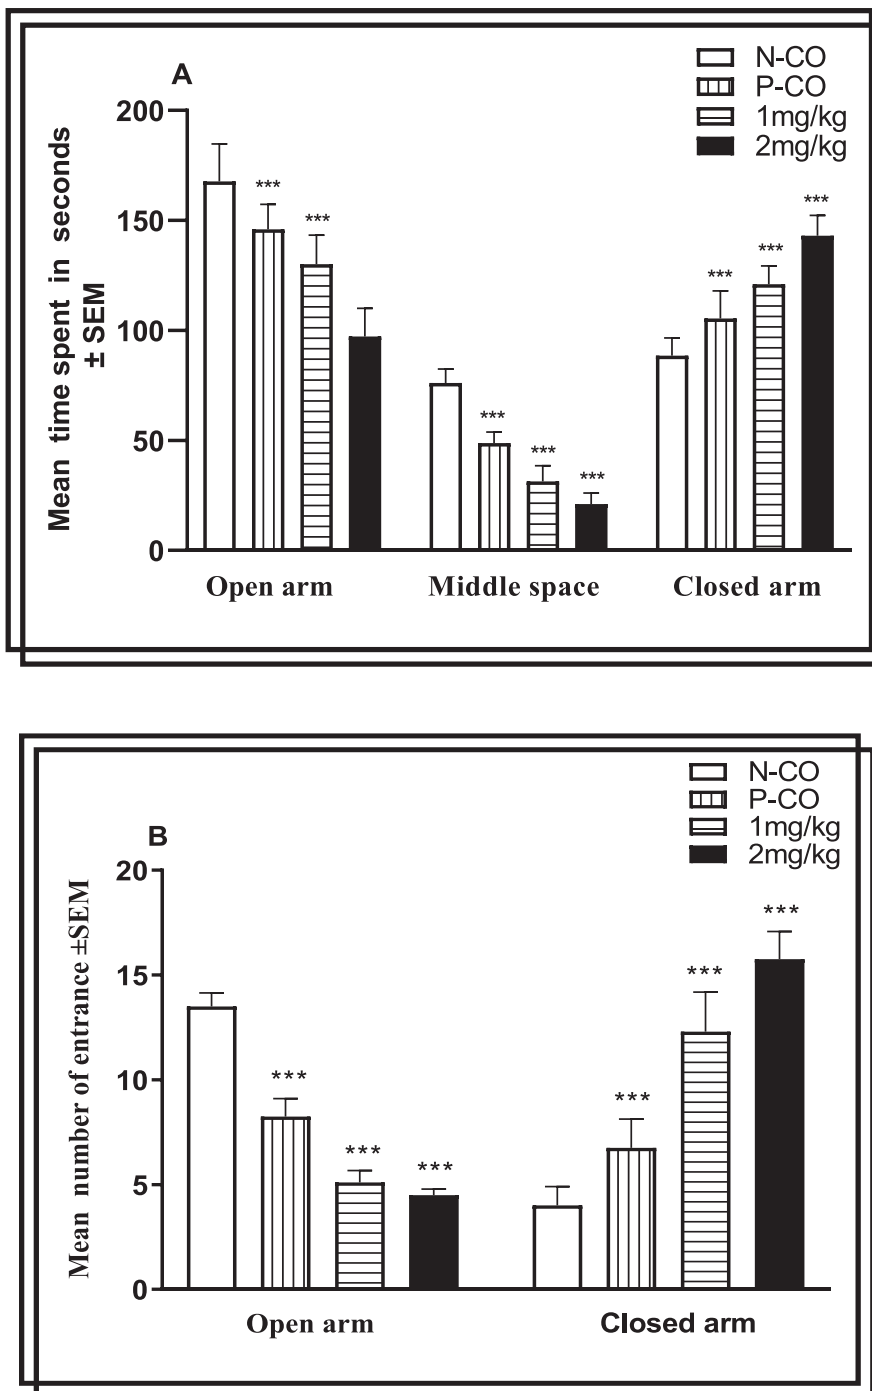 A
N-CO
P-CO
1mg/kg
2mg/kg
Mean time spent in seconds
± SEM
200
150
100
50
0
***
***
***
***
***
***
***
***
Open arm
Middle space
Closed arm
N-CO
P-CO
1mg/kg
2mg/kg
B
Mean number of entrance ±SEM
20
15
10
5
0
***
***
***
***
***
***
Open arm
Closed arm